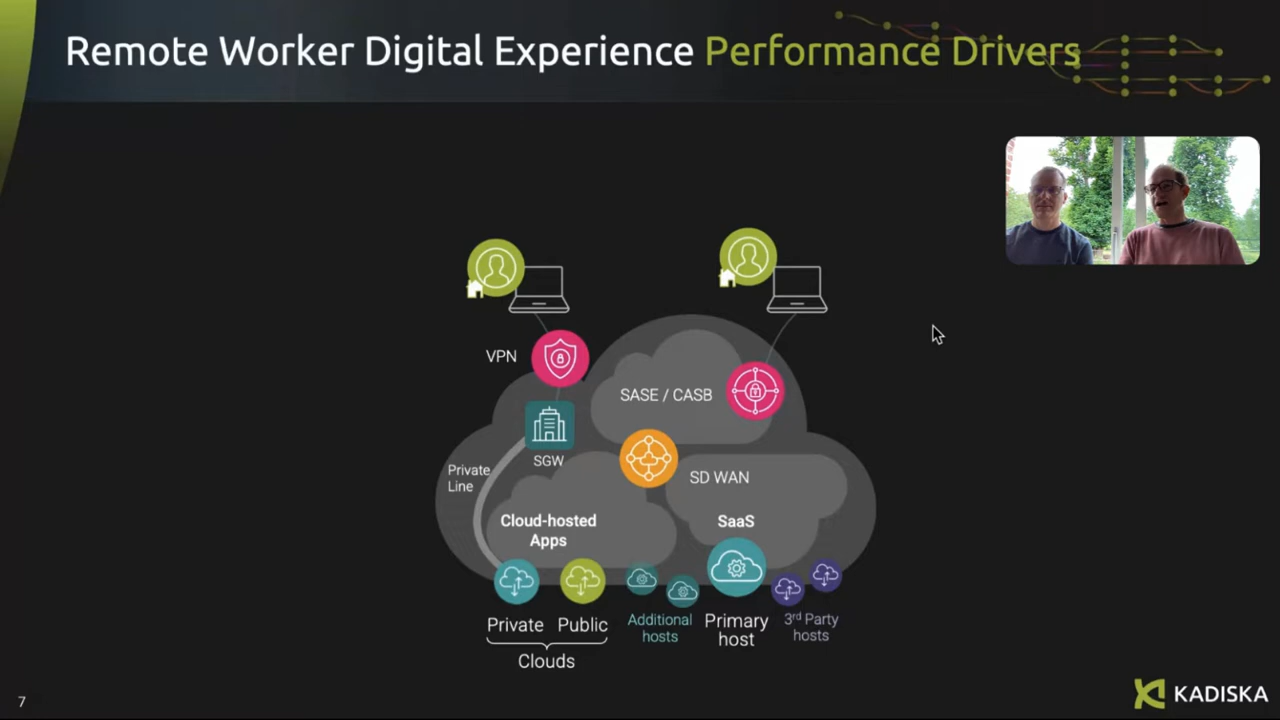 Remote Worker Digital Experience Performance Drivers
VPN
SASE / CASB
SGW
Private
Line
SD WAN
Cloud-hosted
Apps
SaaS
Private
Public
Clouds
Additional
hosts
Primary
host
3rd Party
hosts
7
KADISKA